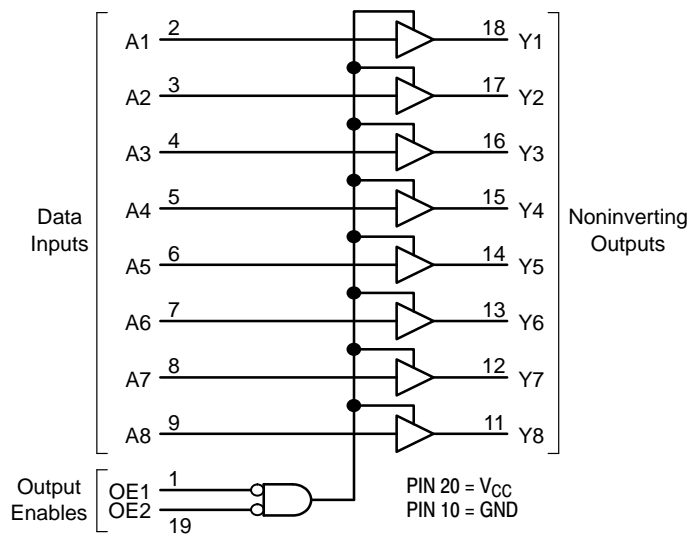 A1 2 18 Y1
A2 3 17 Y2
A3 4 16 Y3
A4 5 15 Y4
Data
Inputs
Noninverting
Outputs
A5 6 14 Y5
A6 7 13 Y6
A7 8 12 Y7
A8 9 11 Y8
Output
Enables
OE1 1
OE2 19
PIN 20 = VCC
PIN 10 = GND